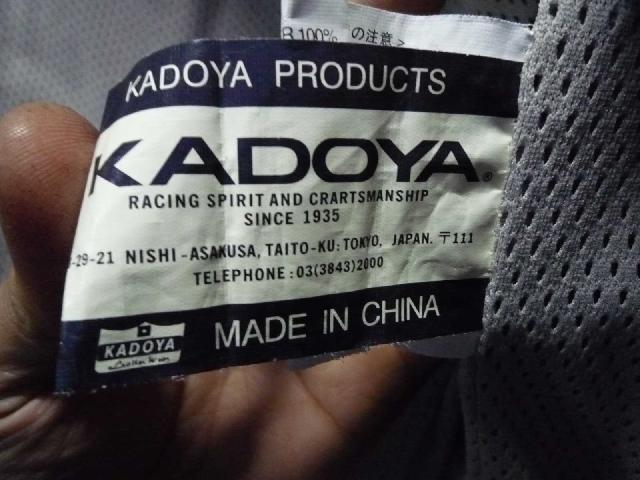 R 100%
の注意>
KADOYA PRODUCTS
KADOYA®
RACING SPIRIT AND CRARTSMANSHIP
SINCE 1935
-29-21 NISHI-ASAKUSA, TAITO-KU: TOKYO, JAPAN. 〒111
TELEPHONE : 03(3843)2000
KADOYA
MADE IN CHINA